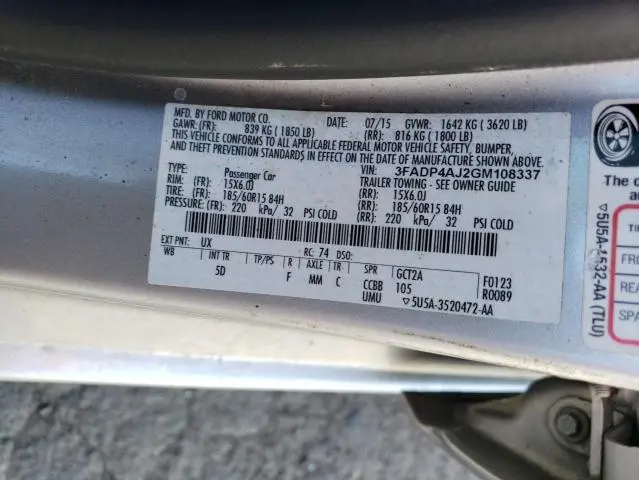 MFD. BY FORD MOTOR CO. DATE: 07/15 GVWR: 1642 KG ( 3620 LB)
GAWR: (FR): 839 KG ( 1850 LB) (RR): 816 KG ( 1800 LB)
THIS VEHICLE CONFORMS TO ALL APPLICABLE FEDERAL MOTOR VEHICLE SAFETY, BUMPER,
AND THEFT PREVENTION STANDARDS IN EFFECT ON THE DATE OF MANUFACTURE SHOWN ABOVE.
VIN: 3FADP4AJ2GM108337
TYPE: Passenger Car TRAILER TOWING - SEE OWNER GUIDE
RIM: (FR): 15X6.0J (RR): 15X6.0J
TIRE: (FR): 185/60R15 84H (RR): 185/60R15 84H
PRESSURE: (FR): 220 kPa/ 32 PSI COLD (RR): 220 kPa/ 32 PSI COLD
EXT PNT: UX RC: 74 DSO:
WB INT TR TP/PS R AXLE TR SPR GCT2A F0123
5D F MM C CCBB 105 R0089
UMU ▽5U5A-3520472-AA
The c
a
TI
FRO
REA
SPA
▽5U5A-1532-AA (TLU)